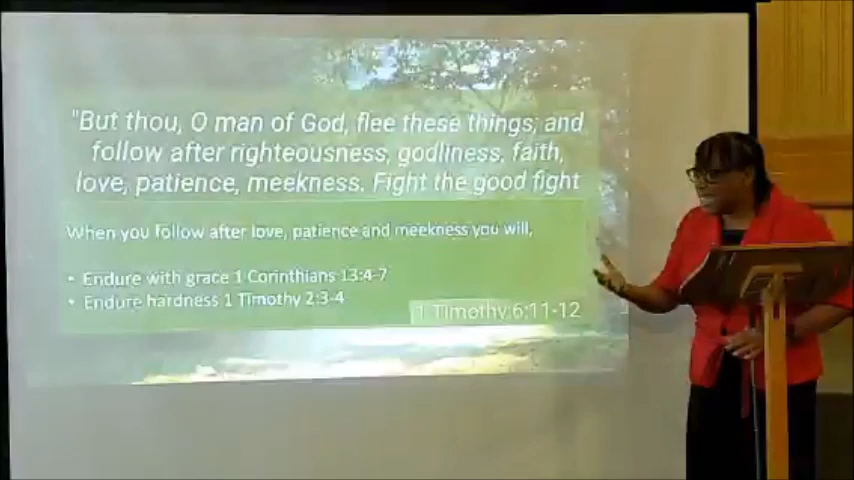 "But thou, O man of God, flee these things; and
follow after righteousness, godliness, faith,
love, patience, meekness. Fight the good fight
When you follow after love, patience and meekness you will,
• Endure with grace 1 Corinthians 13:4-7
• Endure hardness 1 Timothy 2:3-4
1 Timothy 6:11-12